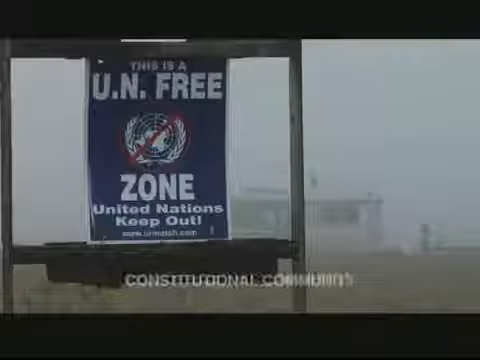 THIS IS A
U.N. FREE
ZONE
United Nations
Keep Out!
CONSTITUTIONAL COMMUNITY